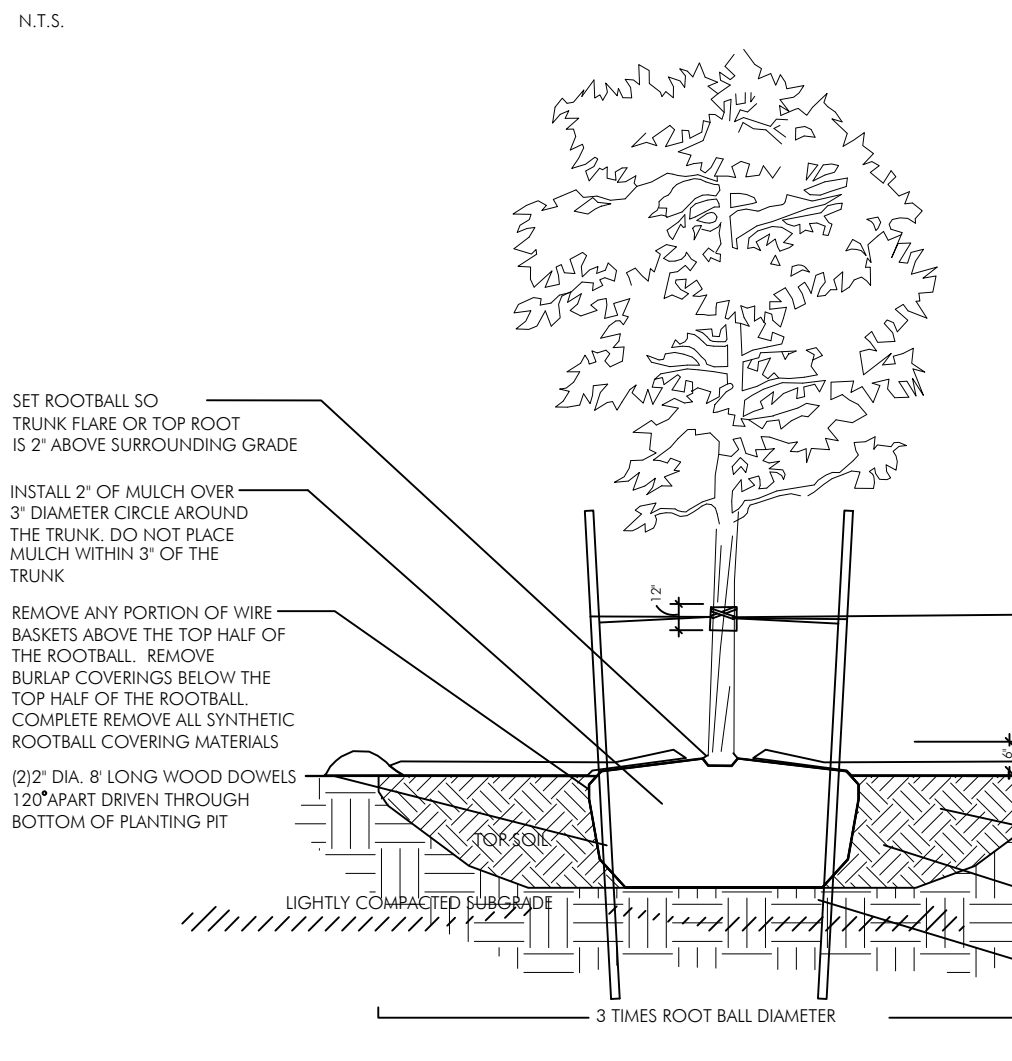 N.T.S.
SET ROOTBALL SO
TRUNK FLARE OR TOP ROOT
IS 2" ABOVE SURROUNDING GRADE
INSTALL 2" OF MULCH OVER
3" DIAMETER CIRCLE AROUND
THE TRUNK. DO NOT PLACE
MULCH WITHIN 3" OF THE
TRUNK
12"
REMOVE ANY PORTION OF WIRE
BASKETS ABOVE THE TOP HALF OF
THE ROOTBALL. REMOVE
BURLAP COVERINGS BELOW THE
TOP HALF OF THE ROOTBALL.
COMPLETE REMOVE ALL SYNTHETIC
ROOTBALL COVERING MATERIALS
6"
(2)2" DIA. 8' LONG WOOD DOWELS
120° APART DRIVEN THROUGH
BOTTOM OF PLANTING PIT
TOP SOIL
LIGHTLY COMPACTED SUBGRADE
3 TIMES ROOT BALL DIAMETER